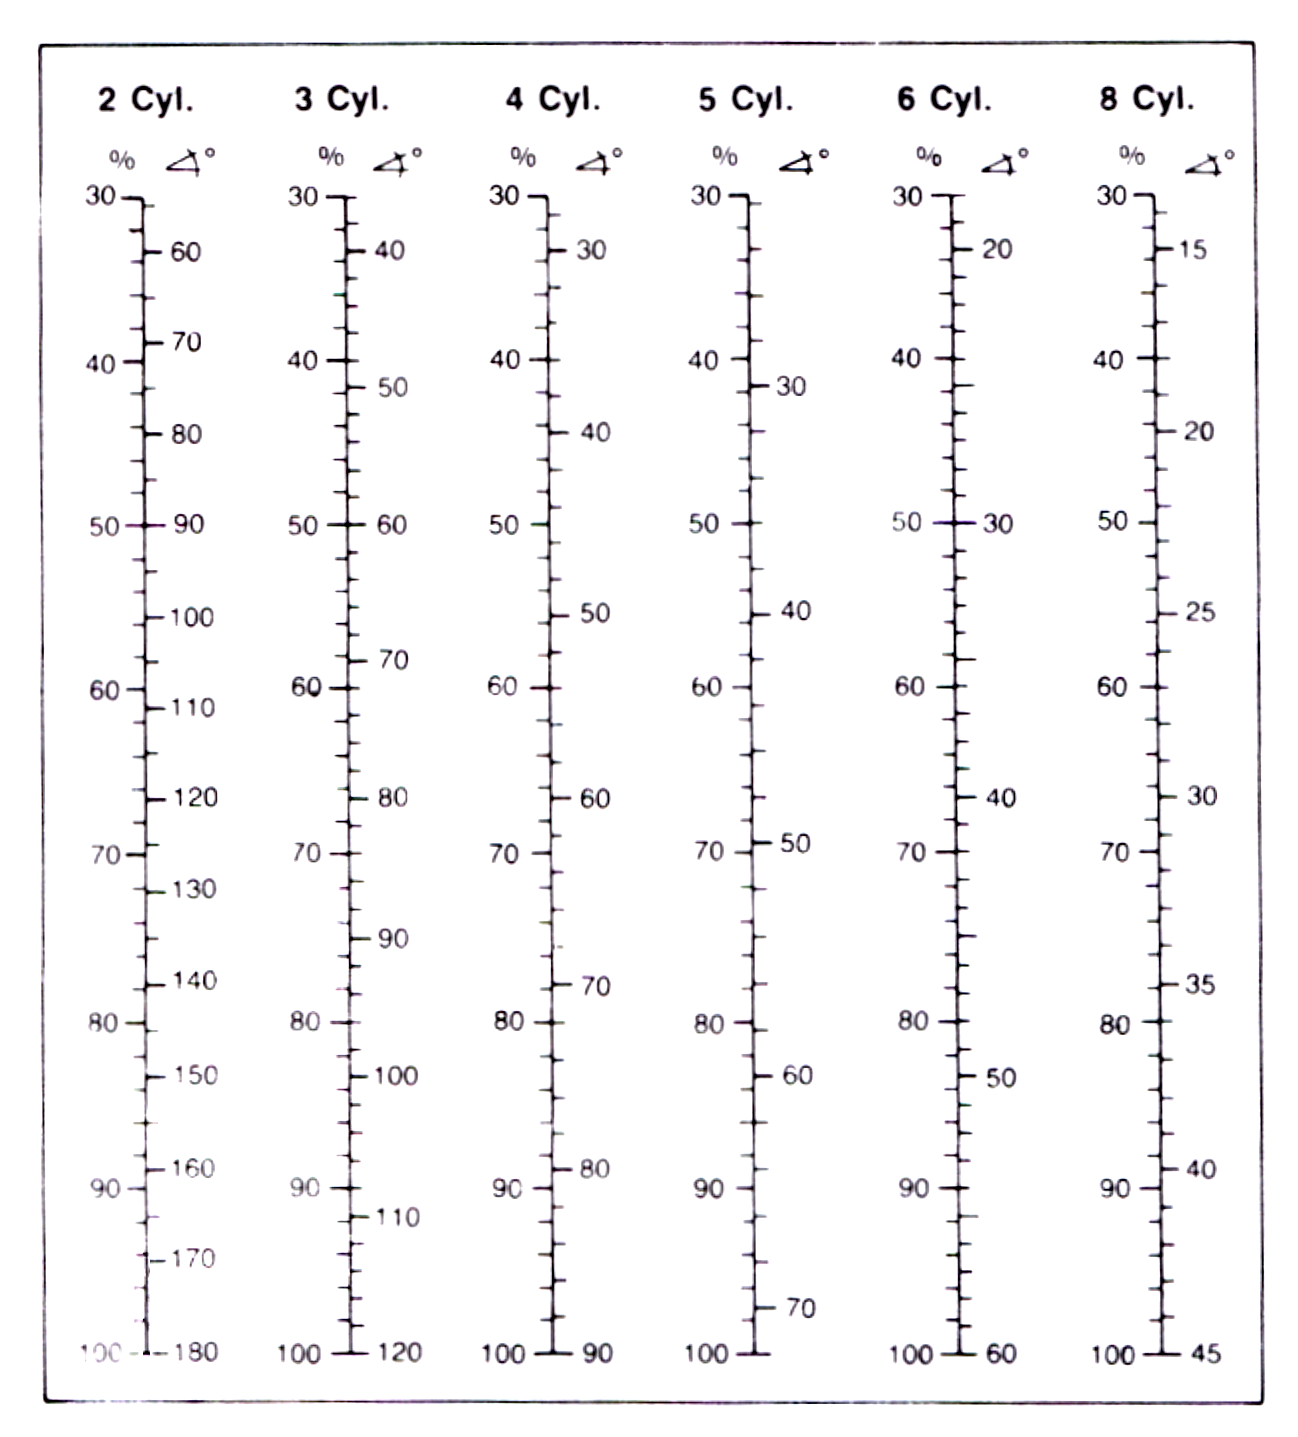 2 Cyl. 3 Cyl. 4 Cyl. 5 Cyl. 6 Cyl. 8 Cyl.
% ∡° % ∡° % ∡° % ∡° % ∡° % ∡°
30 30 30 30 30 30
60 40 30 20 15
70
40 40 40 40 40 40
50 30
80 40 20
50 90 50 60 50 50 50 30 50
100 50 40 25
70
60 60 60 60 60 60
110
120 80 60 40 30
70 70 70 70 50 70 70
130
90
140 70 35
80 80 80 80 80 80
150 100 60 50
160 80 40
90 90 90 90 90 90
110
170
70
100 180 100 120 100 90 100 100 60 100 45